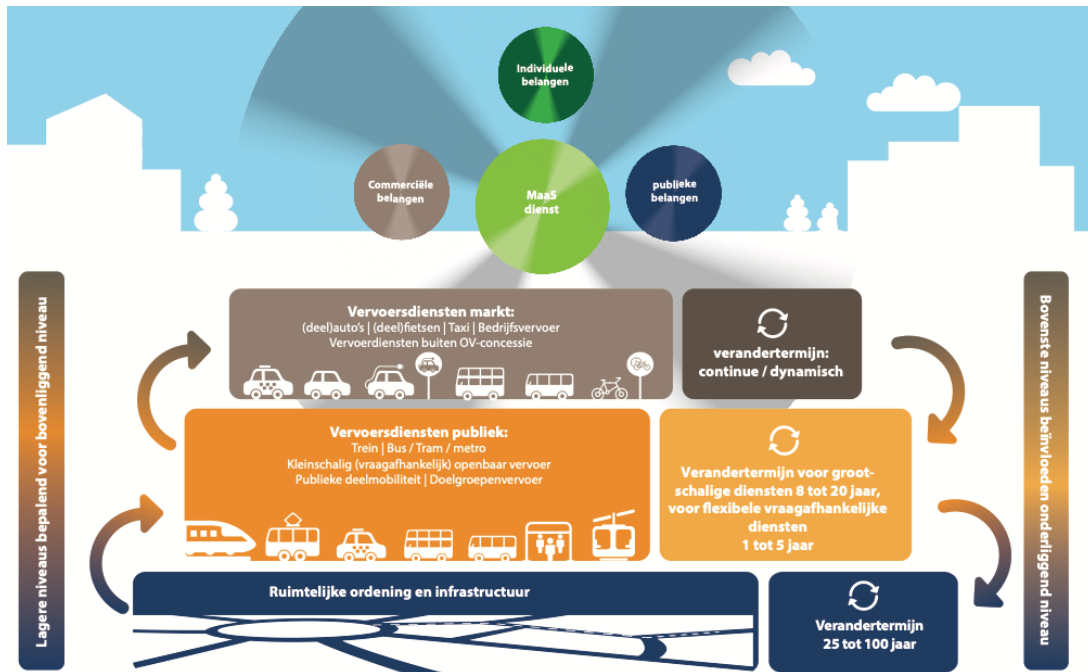 Individuele
belangen
Commerciële
belangen
MaaS
dienst
publieke
belangen
Lagere niveaus bepalend voor bovenliggend niveau
Vervoersdiensten markt:
(deel)auto's | (deel)fietsen | Taxi | Bedrijfsvervoer
Vervoerdiensten buiten OV-concessie
verandertermijn:
continue / dynamisch
Vervoersdiensten publiek:
Trein | Bus / Tram / metro
Kleinschalig (vraagafhankelijk) openbaar vervoer
Publieke deelmobiliteit | Doelgroepenvervoer
Verandertermijn voor groot-
schalige diensten 8 tot 20 jaar,
voor flexibele vraagafhankelijke
diensten
1 tot 5 jaar
Ruimtelijke ordening en infrastructuur
Verandertermijn
25 tot 100 jaar
Bovenste niveaus beïnvloeden onderliggend niveau